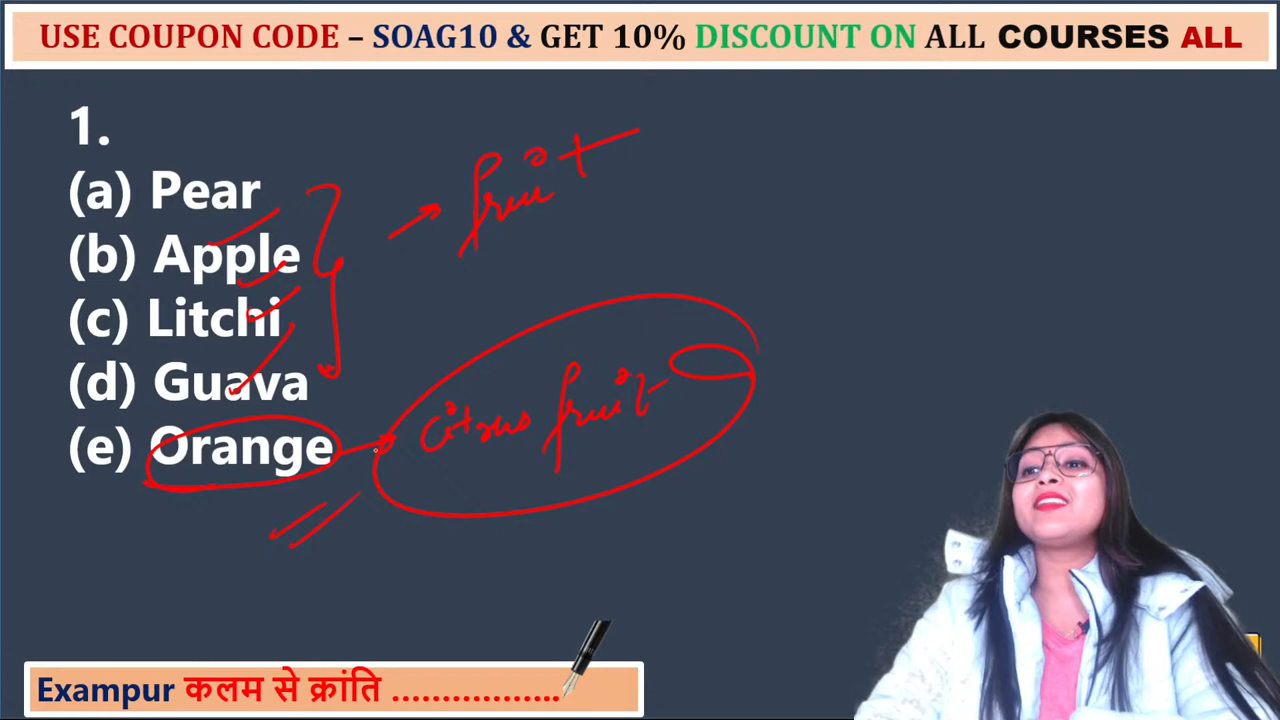 USE COUPON CODE – SOAG10 & GET 10% DISCOUNT ON ALL COURSES ALL
1.
(a) Pear
(b) Apple
(c) Litchi
(d) Guava
(e) Orange
fruit
Citrus fruit
Exampur कलम से क्रांति .................